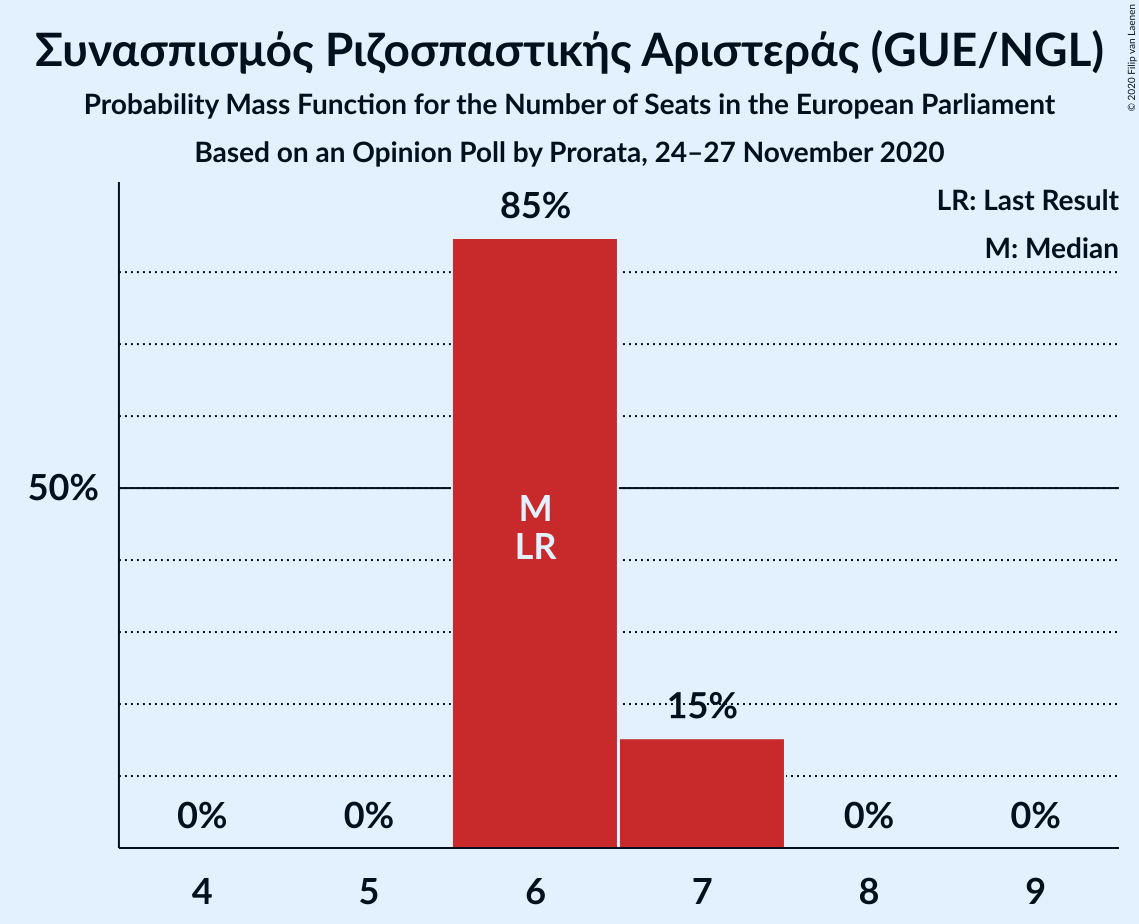 Συνασπισμός Ριζοσπαστικής Αριστεράς (GUE/NGL)
Probability Mass Function for the Number of Seats in the European Parliament
Based on an Opinion Poll by Prorata, 24–27 November 2020
© 2020 Filip van Laenen
LR: Last Result
M: Median
85%
50%
M
LR
15%
0% 0% 0% 0%
4 5 6 7 8 9